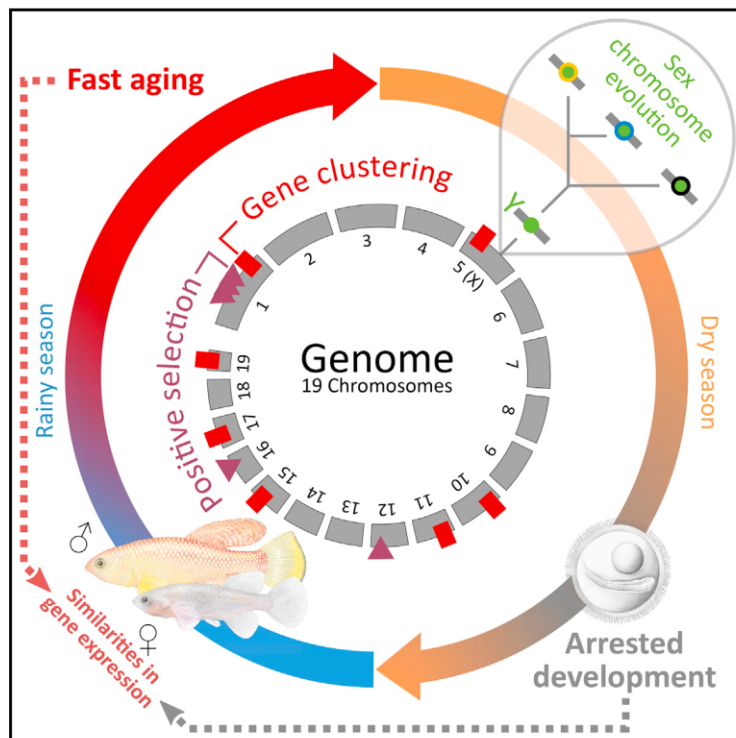 Fast aging
Sex
chromosome
evolution
Y
Gene clustering
Positive selection
Rainy season
Dry season
Genome
19 Chromosomes
1
2
3
4
5 (X)
6
7
8
9
10
11
12
13
14
15
16
17
18
19
♂
♀
Similarities in
gene expression
Arrested
development